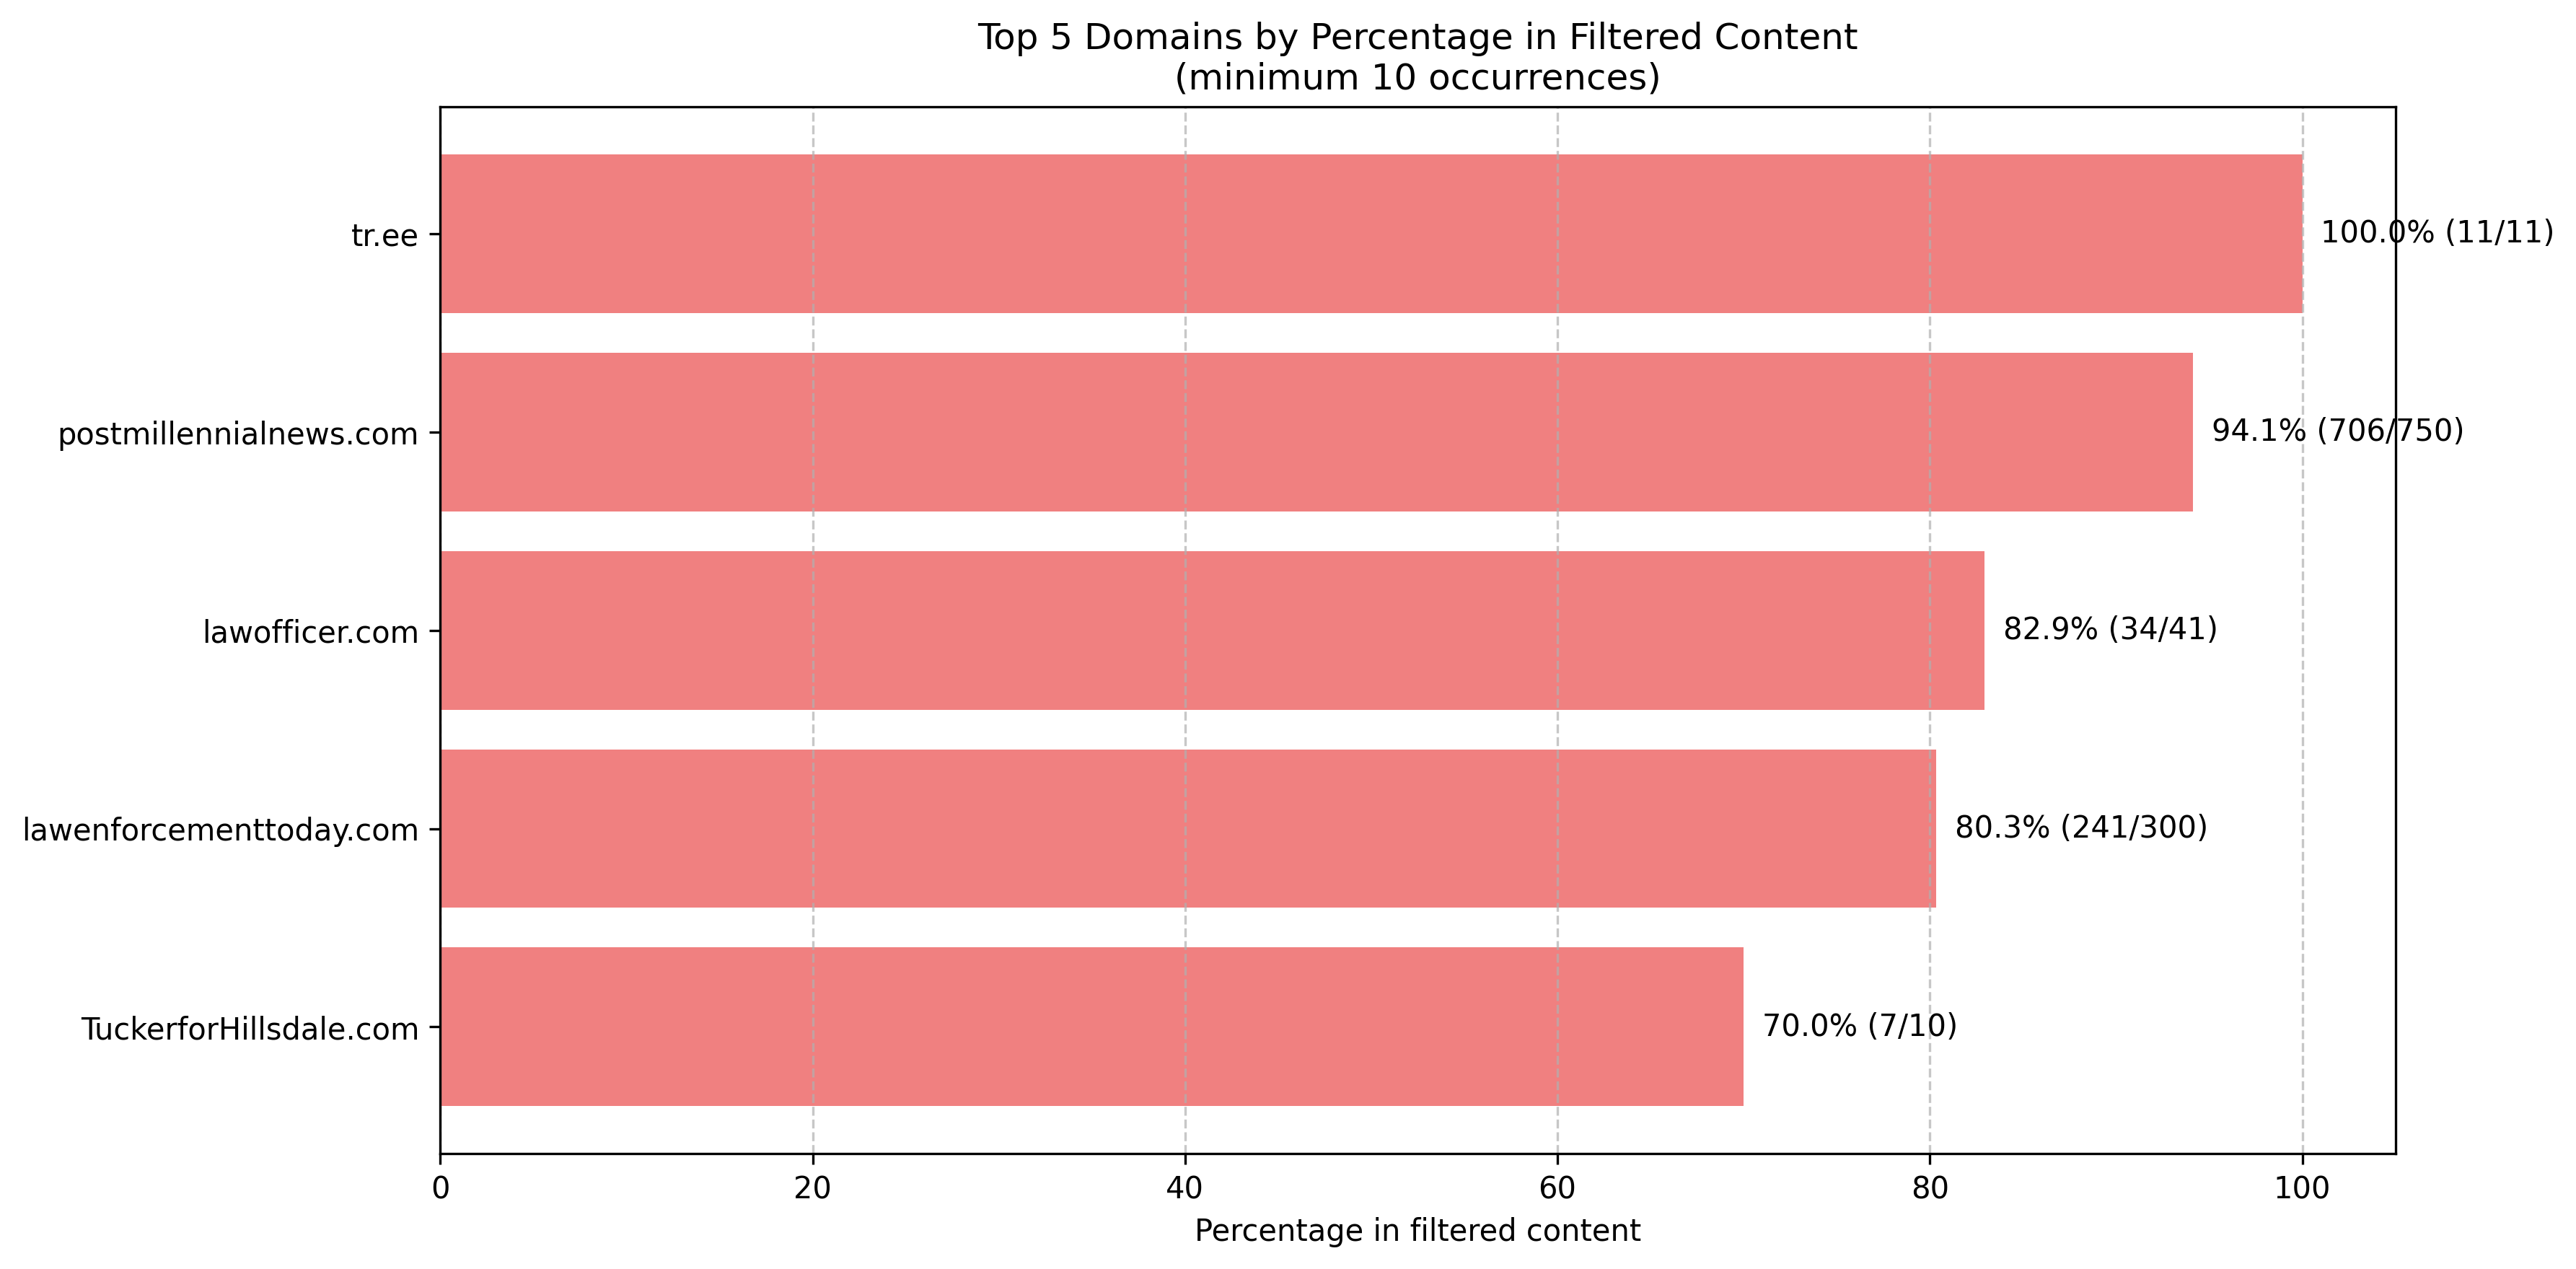 Top 5 Domains by Percentage in Filtered Content
(minimum 10 occurrences)
tr.ee
100.0% (11/11)
postmillennialnews.com
94.1% (706/750)
lawofficer.com
82.9% (34/41)
lawenforcementtoday.com
80.3% (241/300)
TuckerforHillsdale.com
70.0% (7/10)
0 20 40 60 80 100
Percentage in filtered content